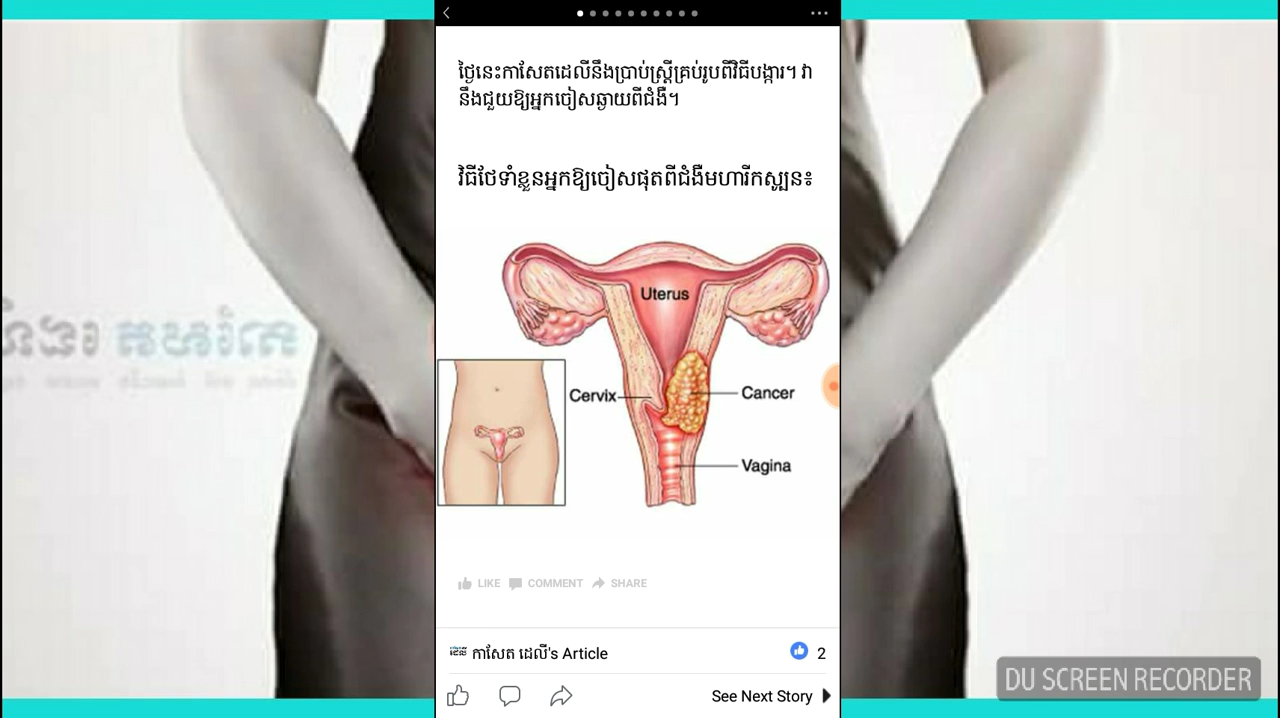 ថ្ងៃនេះកាសែតដេលីនឹងប្រាប់ស្ត្រីគ្រប់រូបពីវិធីបង្ការ។ វា
នឹងជួយឱ្យអ្នកចៀសឆ្ងាយពីជំងឺ។
វិធីថែទាំខ្លួនអ្នកឱ្យចៀសផុតពីជំងឺមហារីកស្បូន៖
Uterus
Cervix
Cancer
Vagina
LIKE COMMENT SHARE
កាសែត ដេលី's Article 2
See Next Story
DU SCREEN RECORDER